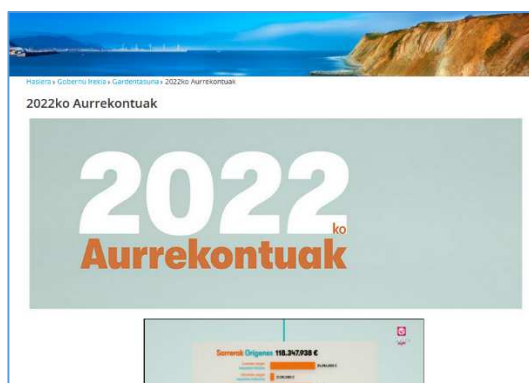 Hasiera › Gobernu Irekia › Gardentasuna › 2022ko Aurrekontuak
2022ko Aurrekontuak
2022
ko
Aurrekontuak
Sarrerak Orígenes 118.347.938 €